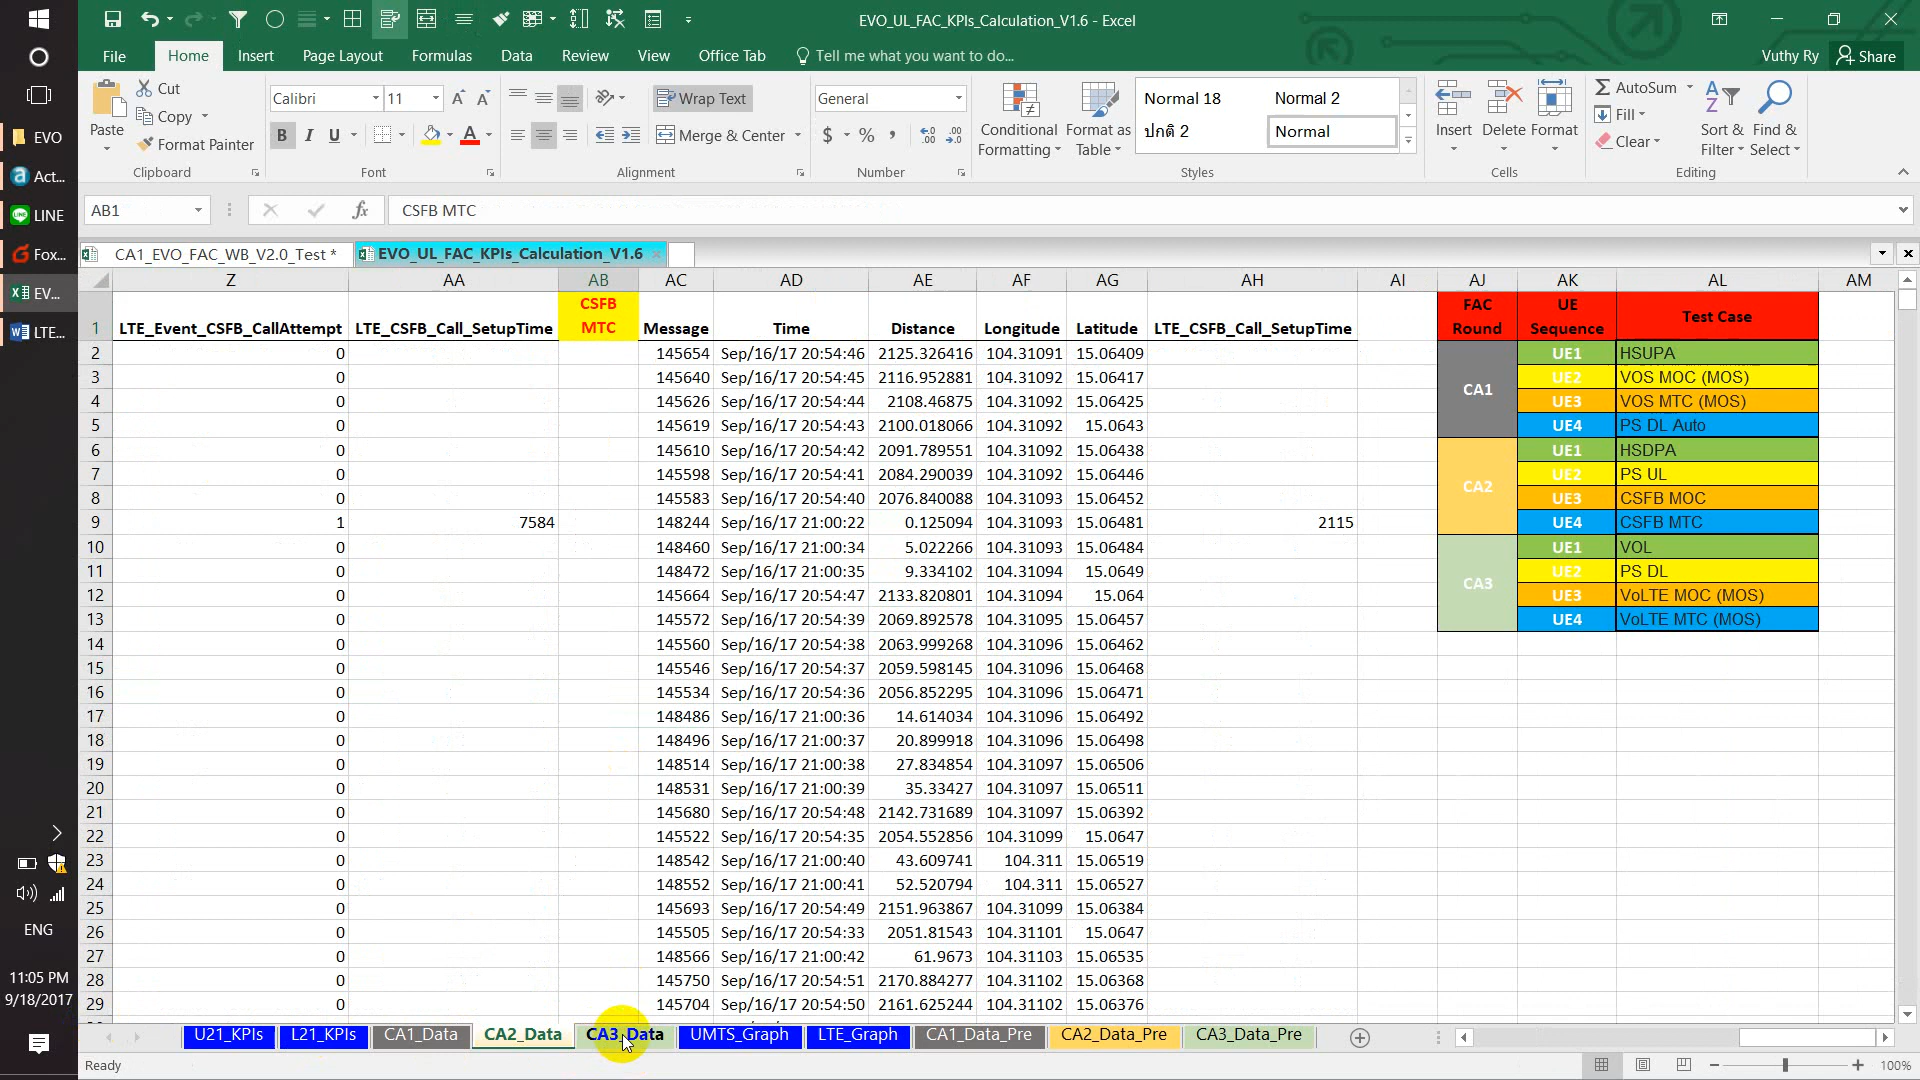 EVO_UL_FAC_KPIs_Calculation_V1.6 - Excel
File Home Insert Page Layout Formulas Data Review View Office Tab Tell me what you want to do... Vuthy Ry Share
EVO
Act...
LINE
Fox...
EV...
LTE...
ENG
11:05 PM
9/18/2017
Paste Cut
Copy
Format Painter
Clipboard
Calibri 11
B I U
Font
Wrap Text
Merge & Center
Alignment
General
$ % ,
Number
Conditional Formatting
Format as Table
Normal 18 Normal 2
ปกติ 2 Normal
Styles
Insert Delete Format
Cells
AutoSum
Fill
Clear
Sort & Filter
Find & Select
Editing
AB1 fx CSFB MTC
CA1_EVO_FAC_WB_V2.0_Test * EVO_UL_FAC_KPIs_Calculation_V1.6
Z AA AB AC AD AE AF AG AH AI AJ AK AL AM
1 LTE_Event_CSFB_CallAttempt LTE_CSFB_Call_SetupTime CSFB MTC Message Time Distance Longitude Latitude LTE_CSFB_Call_SetupTime FAC Round UE Sequence Test Case
2 0 145654 Sep/16/17 20:54:46 2125.326416 104.31091 15.06409 UE1 HSUPA
3 0 145640 Sep/16/17 20:54:45 2116.952881 104.31092 15.06417 CA1 UE2 VOS MOC (MOS)
4 0 145626 Sep/16/17 20:54:44 2108.46875 104.31092 15.06425 UE3 VOS MTC (MOS)
5 0 145619 Sep/16/17 20:54:43 2100.018066 104.31092 15.0643 UE4 PS DL Auto
6 0 145610 Sep/16/17 20:54:42 2091.789551 104.31092 15.06438 UE1 HSDPA
7 0 145598 Sep/16/17 20:54:41 2084.290039 104.31092 15.06446 CA2 UE2 PS UL
8 0 145583 Sep/16/17 20:54:40 2076.840088 104.31093 15.06452 UE3 CSFB MOC
9 1 7584 148244 Sep/16/17 21:00:22 0.125094 104.31093 15.06481 2115 UE4 CSFB MTC
10 0 148460 Sep/16/17 21:00:34 5.022266 104.31093 15.06484 UE1 VOL
11 0 148472 Sep/16/17 21:00:35 9.334102 104.31094 15.0649 CA3 UE2 PS DL
12 0 145664 Sep/16/17 20:54:47 2133.820801 104.31094 15.064 UE3 VoLTE MOC (MOS)
13 0 145572 Sep/16/17 20:54:39 2069.892578 104.31095 15.06457 UE4 VoLTE MTC (MOS)
14 0 145560 Sep/16/17 20:54:38 2063.999268 104.31096 15.06462
15 0 145546 Sep/16/17 20:54:37 2059.598145 104.31096 15.06468
16 0 145534 Sep/16/17 20:54:36 2056.852295 104.31096 15.06471
17 0 148486 Sep/16/17 21:00:36 14.614034 104.31096 15.06492
18 0 148496 Sep/16/17 21:00:37 20.899918 104.31096 15.06498
19 0 148514 Sep/16/17 21:00:38 27.834854 104.31097 15.06506
20 0 148531 Sep/16/17 21:00:39 35.33427 104.31097 15.06511
21 0 145680 Sep/16/17 20:54:48 2142.731689 104.31097 15.06392
22 0 145522 Sep/16/17 20:54:35 2054.552856 104.31099 15.0647
23 0 148542 Sep/16/17 21:00:40 43.609741 104.311 15.06519
24 0 148552 Sep/16/17 21:00:41 52.520794 104.311 15.06527
25 0 145693 Sep/16/17 20:54:49 2151.963867 104.31099 15.06384
26 0 145505 Sep/16/17 20:54:33 2051.81543 104.31101 15.0647
27 0 148566 Sep/16/17 21:00:42 61.9673 104.31103 15.06535
28 0 145750 Sep/16/17 20:54:51 2170.884277 104.31102 15.06368
29 0 145704 Sep/16/17 20:54:50 2161.625244 104.31102 15.06376
U21_KPIs L21_KPIs CA1_Data CA2_Data CA3_Data UMTS_Graph LTE_Graph CA1_Data_Pre CA2_Data_Pre CA3_Data_Pre
Ready 100%